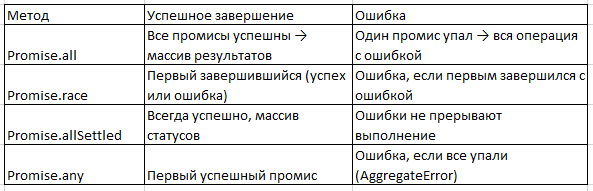 Метод Успешное завершение Ошибка
Все промисы успешны → Один промис упал → вся операция
Promise.all массив результатов с ошибкой
Первый завершившийся (успех Ошибка, если первым завершился с
Promise.race или ошибка) ошибкой
Всегда успешно, массив Ошибки не прерывают
Promise.allSettled статусов выполнение
Ошибка, если все упали
Promise.any Первый успешный промис (AggregateError)